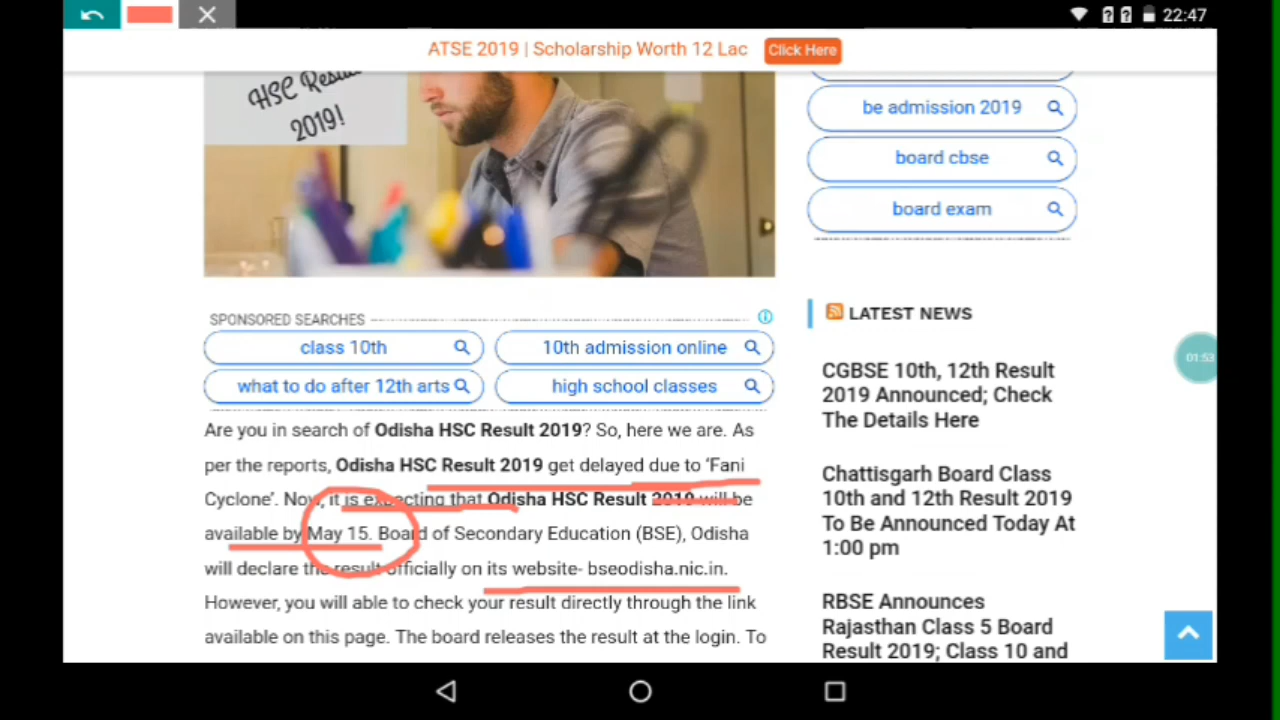 22:47
ATSE 2019 | Scholarship Worth 12 Lac Click Here
HSC Result
2019!
be admission 2019
board cbse
board exam
SPONSORED SEARCHES
class 10th
10th admission online
what to do after 12th arts
high school classes
Are you in search of Odisha HSC Result 2019? So, here we are. As
per the reports, Odisha HSC Result 2019 get delayed due to ‘Fani
Cyclone’. Now, it is expecting that Odisha HSC Result 2019 will be
available by May 15. Board of Secondary Education (BSE), Odisha
will declare the result officially on its website- bseodisha.nic.in.
However, you will able to check your result directly through the link
available on this page. The board releases the result at the login. To
LATEST NEWS
CGBSE 10th, 12th Result
2019 Announced; Check
The Details Here
Chattisgarh Board Class
10th and 12th Result 2019
To Be Announced Today At
1:00 pm
RBSE Announces
Rajasthan Class 5 Board
Result 2019; Class 10 and
01:53